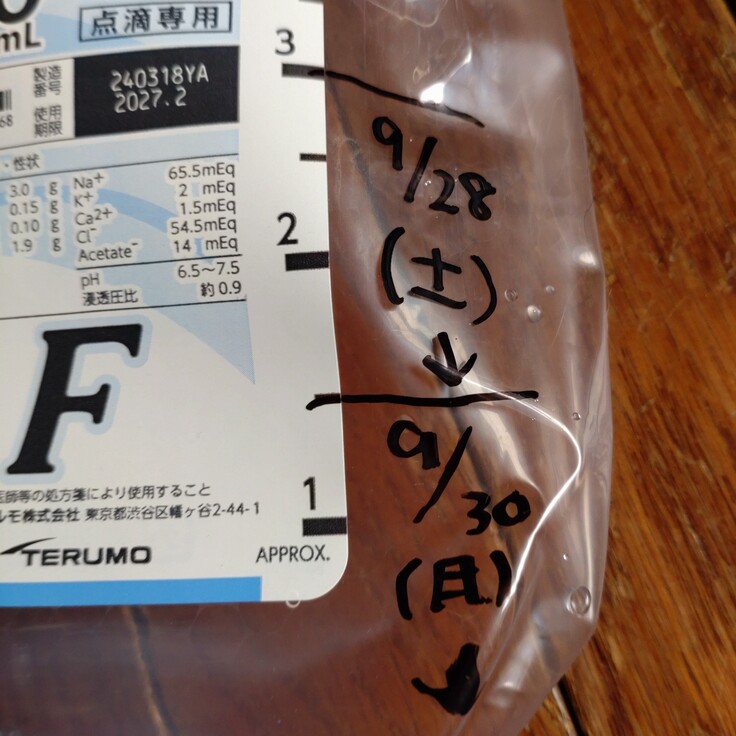 mL
点滴専用
製造番号
240318YA
使用期限
2027.2
68
・性状
3.0 g Na⁺ 65.5mEq
0.15 g K⁺ 2 mEq
0.10 g Ca²⁺ 1.5mEq
1.9 g Cl⁻ 54.5mEq
Acetate⁻ 14 mEq
pH 6.5～7.5
浸透圧比 約0.9
F
医師等の処方箋により使用すること
ルモ株式会社 東京都渋谷区幡ヶ谷2-44-1
TERUMO
APPROX.
3
2
1
9/28
(土)
↓
9/30
(月)
↓